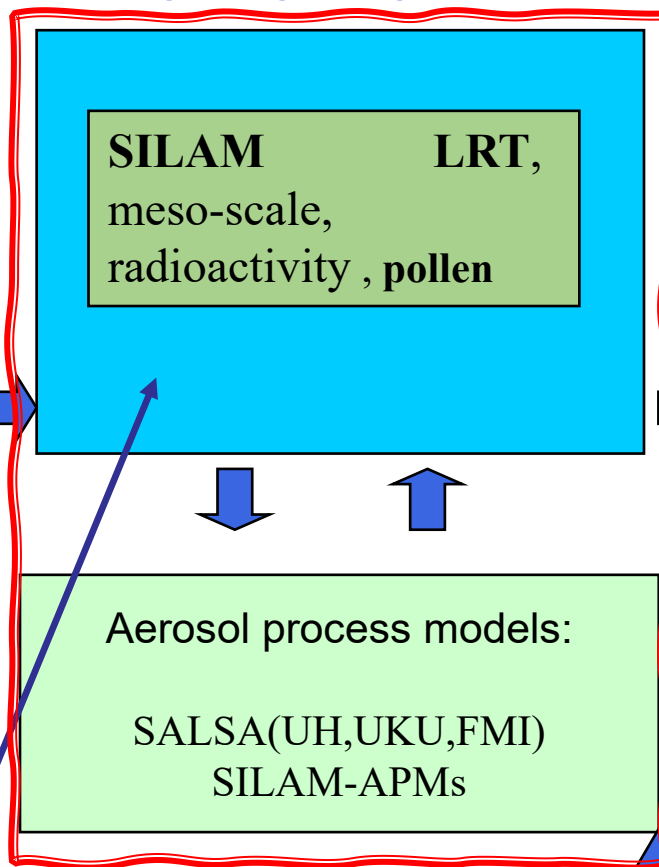 SILAM LRT,
meso-scale,
radioactivity , pollen
Aerosol process models:
SALSA(UH,UKU,FMI)
SILAM-APMs